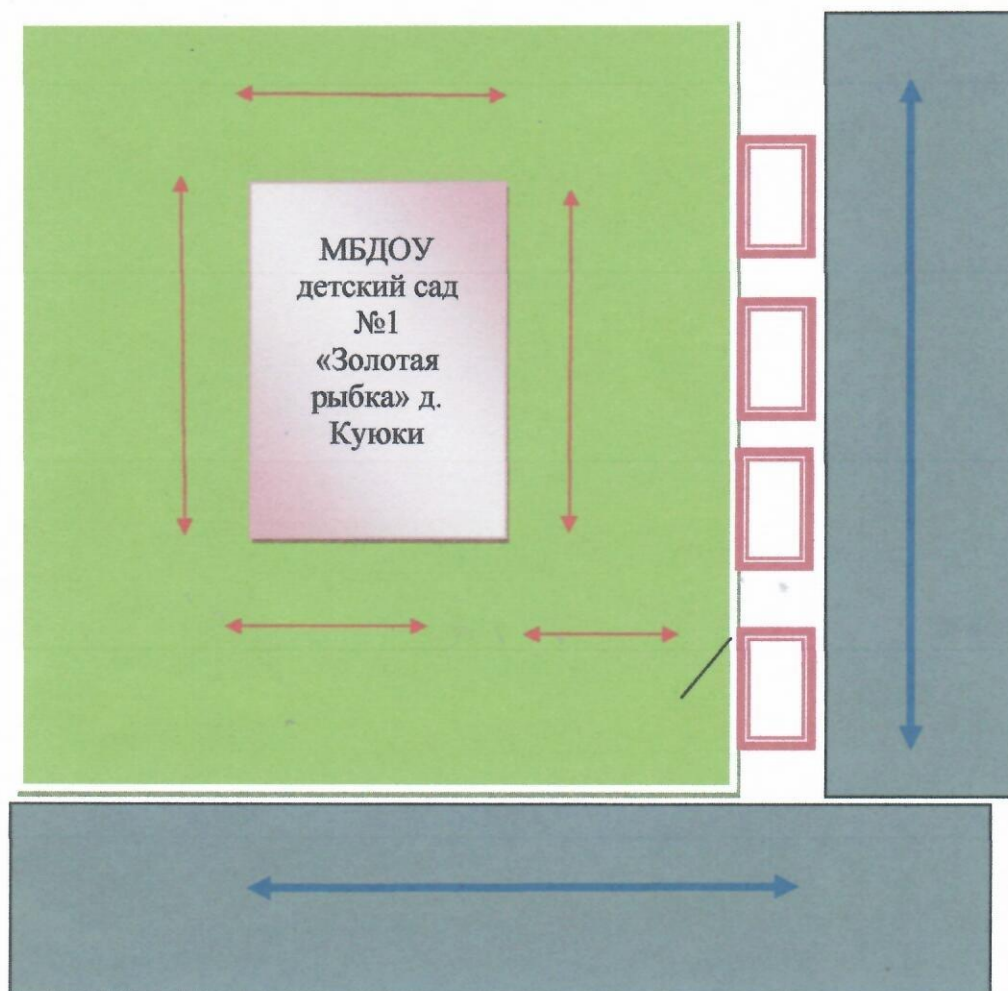 МБДОУ
детский сад
№1
«Золотая
рыбка» д.
Куюки